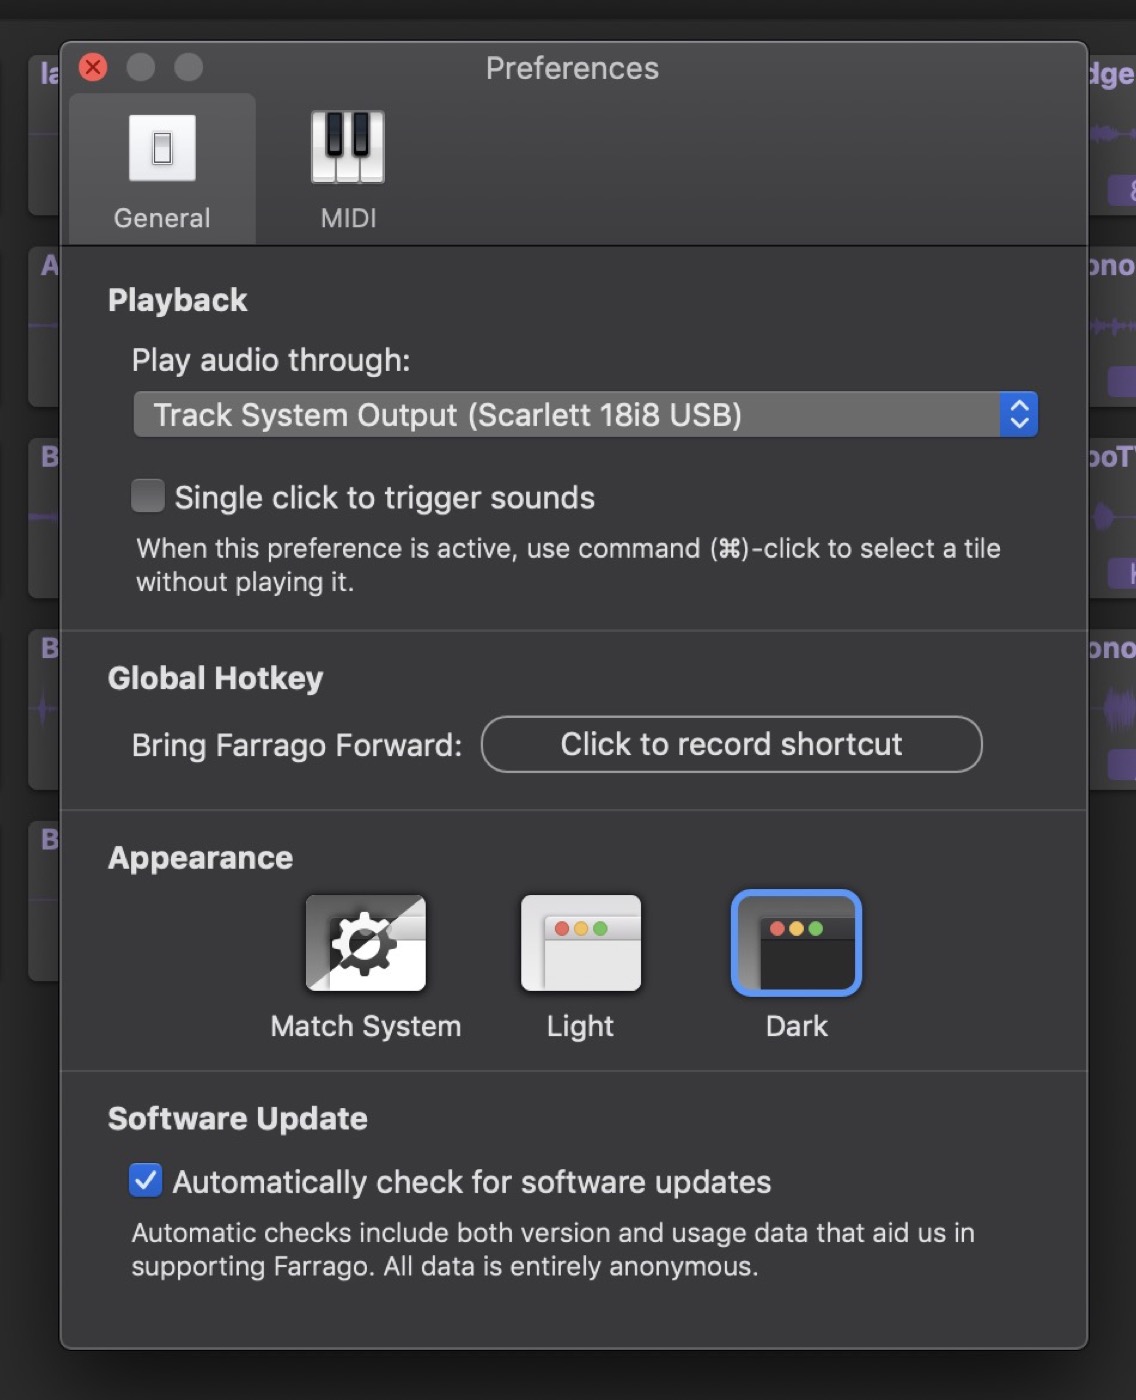 Preferences
General
MIDI
Playback
Play audio through:
Track System Output (Scarlett 18i8 USB)
Single click to trigger sounds
When this preference is active, use command (⌘)-click to select a tile
without playing it.
Global Hotkey
Bring Farrago Forward: Click to record shortcut
Appearance
Match System
Light
Dark
Software Update
Automatically check for software updates
Automatic checks include both version and usage data that aid us in
supporting Farrago. All data is entirely anonymous.